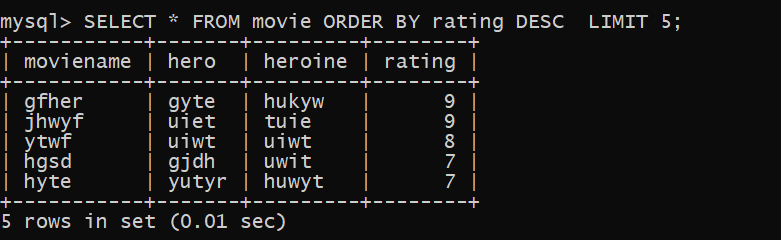 mysql> SELECT * FROM movie ORDER BY rating DESC  LIMIT 5;
+-----------+-------+---------+--------+
| moviename | hero  | heroine | rating |
+-----------+-------+---------+--------+
| gfher     | gyte  | hukyw   |      9 |
| jhwyf     | uiet  | tuie    |      9 |
| ytwf      | uiwt  | uiwt    |      8 |
| hgsd      | gjdh  | uwit    |      7 |
| hyte      | yutyr | huwyt   |      7 |
+-----------+-------+---------+--------+
5 rows in set (0.01 sec)